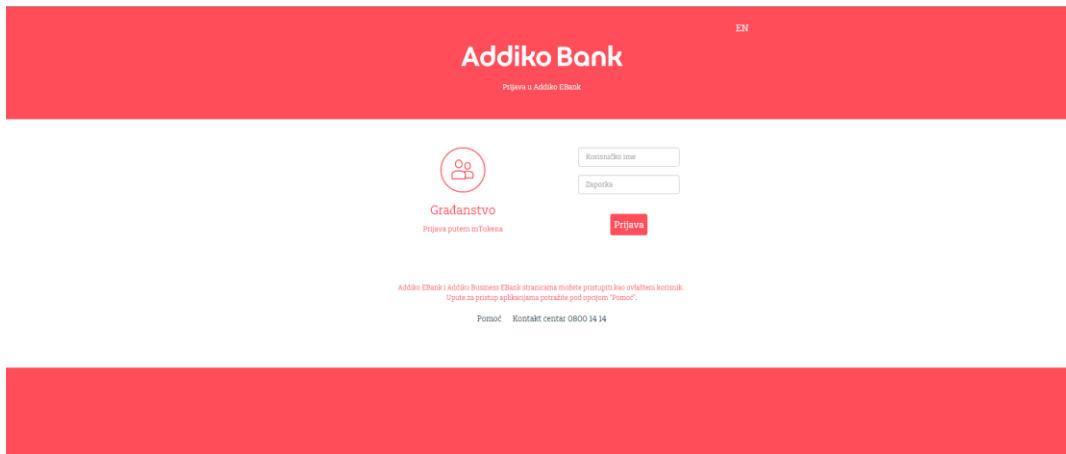 EN
Addiko Bank
Prijava u Addiko EBank
Građanstvo
Prijava putem mTokena
Korisničko ime
Zaporka
Prijava
Addiko EBank i Addiko Business EBank stranicama možete pristupiti kao ovlašteni korisnik.
Upute za pristup aplikacijama potražite pod opcijom "Pomoć".
Pomoć Kontakt centar 0800 14 14